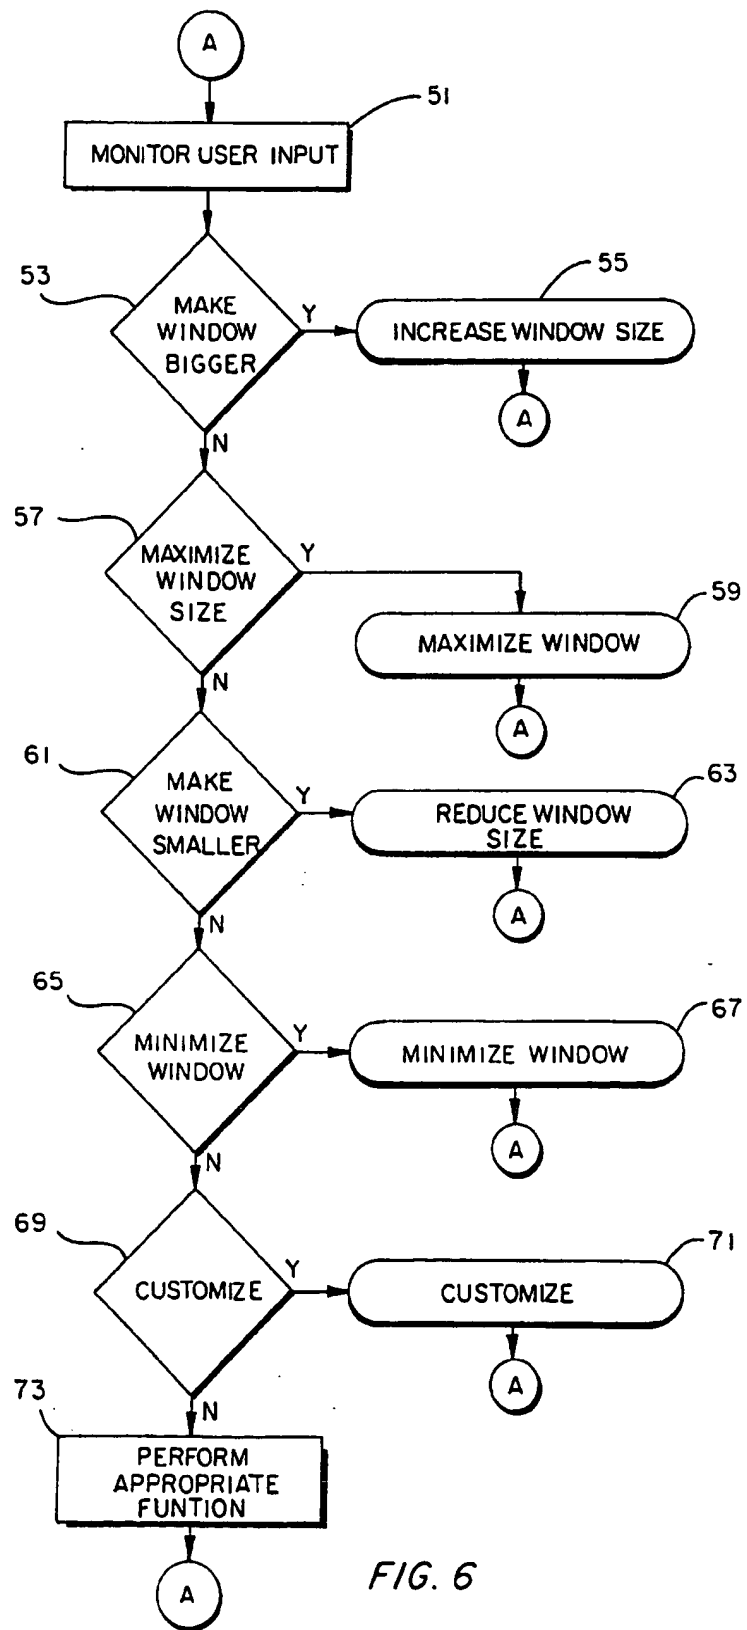 A
51
MONITOR USER INPUT
53
MAKE
WINDOW
BIGGER
Y
55
INCREASE WINDOW SIZE
A
N
57
MAXIMIZE
WINDOW
SIZE
Y
59
MAXIMIZE WINDOW
A
N
61
MAKE
WINDOW
SMALLER
Y
63
REDUCE WINDOW
SIZE
A
N
65
MINIMIZE
WINDOW
Y
67
MINIMIZE WINDOW
A
N
69
CUSTOMIZE
Y
71
CUSTOMIZE
A
N
73
PERFORM
APPROPRIATE
FUNTION
A
FIG. 6